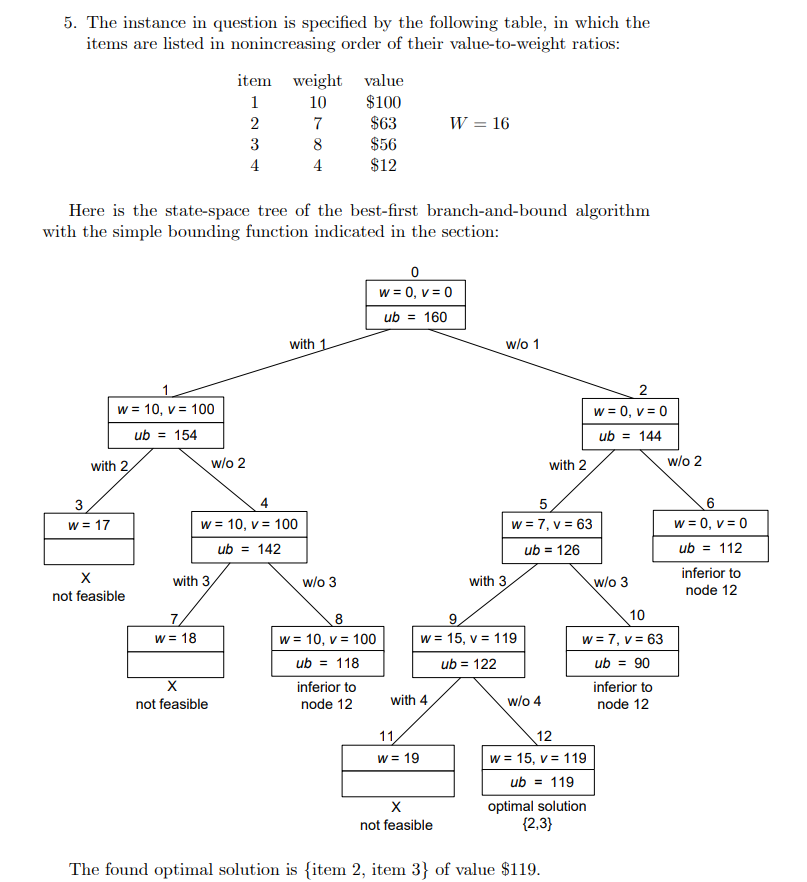 5. The instance in question is specified by the following table, in which the
items are listed in nonincreasing order of their value-to-weight ratios:
item weight value
1 10 $100
2 7 $63 W = 16
3 8 $56
4 4 $12
Here is the state-space tree of the best-first branch-and-bound algorithm
with the simple bounding function indicated in the section:
0
w = 0, v = 0
ub = 160
with 1 w/o 1
1 2
w = 10, v = 100 w = 0, v = 0
ub = 154 ub = 144
with 2 w/o 2 with 2 w/o 2
3 4 5 6
w = 17 w = 10, v = 100 w = 7, v = 63 w = 0, v = 0
ub = 142 ub = 126 ub = 112
X inferior to
not feasible node 12
with 3 w/o 3 with 3 w/o 3
7 8 9 10
w = 18 w = 10, v = 100 w = 15, v = 119 w = 7, v = 63
ub = 118 ub = 122 ub = 90
X inferior to inferior to
not feasible node 12 node 12
with 4 w/o 4
11 12
w = 19 w = 15, v = 119
ub = 119
X optimal solution
not feasible {2,3}
The found optimal solution is {item 2, item 3} of value $119.